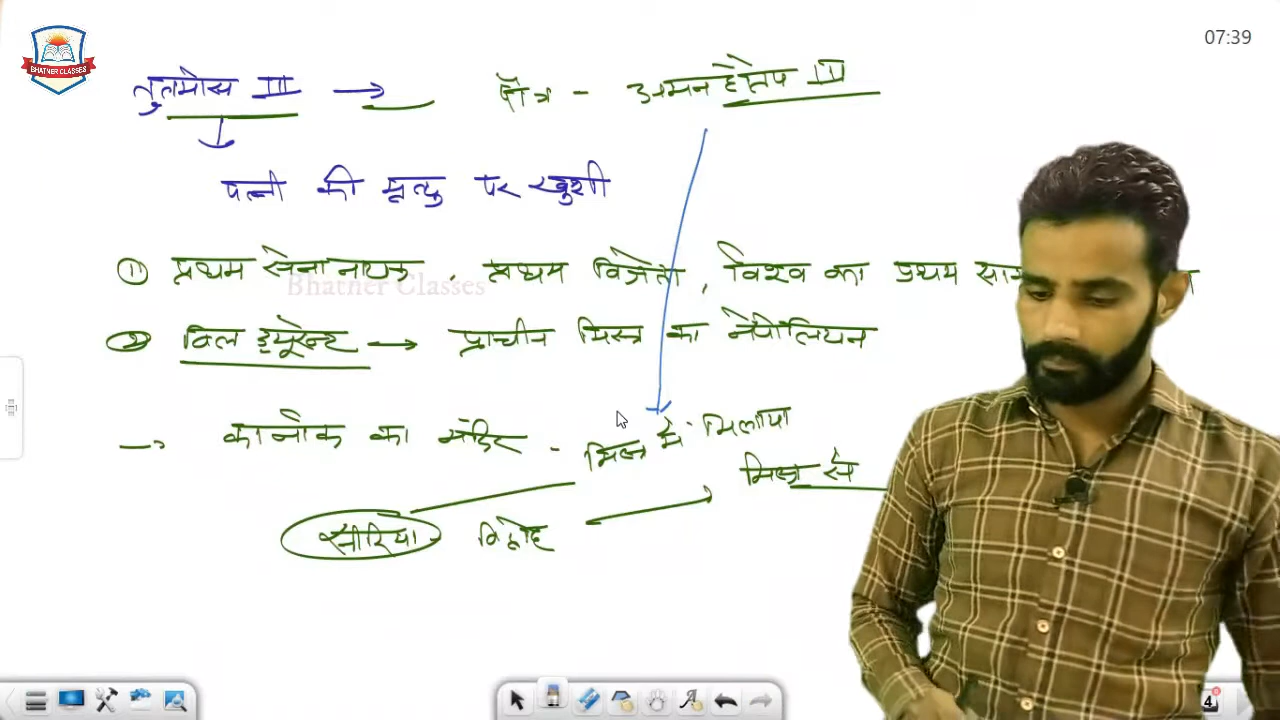 07:39
BHATNER CLASSES
तुतमोस III → पौत्र - अमनहोतप III
पत्नी की मृत्यु पर खुशी
① प्रथम सेनानायक, प्रथम विजेता, विश्व का प्रथम
Bhatner Classes
② विल ड्यूरेन्ट → प्राचीन मिस्त्र का नेपोलियन
→ कार्नाक का मंदिर - मिस्त्र में मिलाया
मिस्त्र से
सीरिया विद्रोह
4